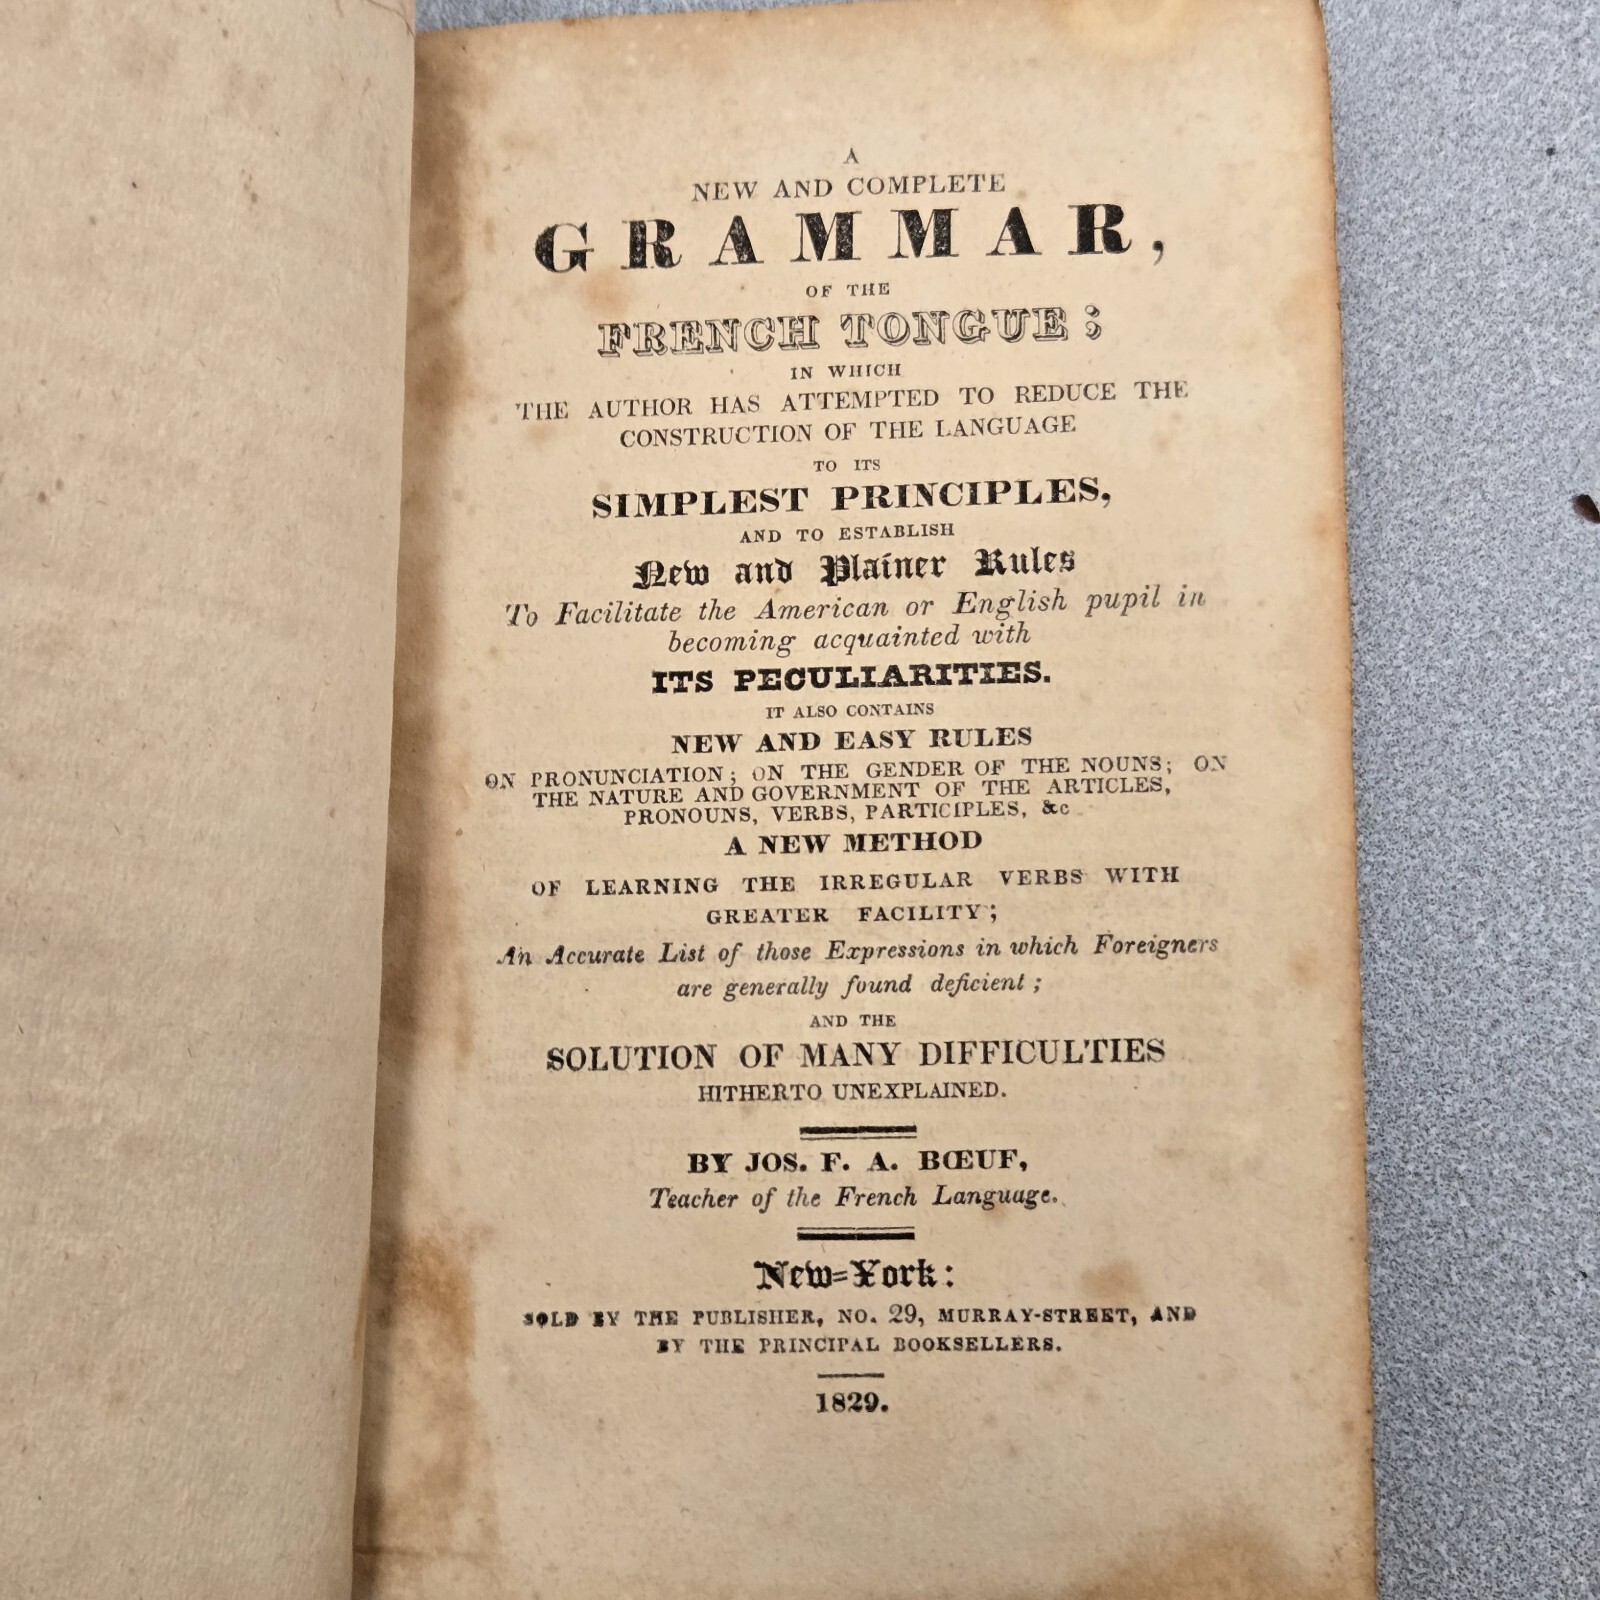 A
NEW AND COMPLETE
GRAMMAR,
OF THE
FRENCH TONGUE;
IN WHICH
THE AUTHOR HAS ATTEMPTED TO REDUCE THE
CONSTRUCTION OF THE LANGUAGE
TO ITS
SIMPLEST PRINCIPLES,
AND TO ESTABLISH
New and Plainer Rules
To Facilitate the American or English pupil in
becoming acquainted with
ITS PECULIARITIES.
IT ALSO CONTAINS
NEW AND EASY RULES
ON PRONUNCIATION; ON THE GENDER OF THE NOUNS; ON
THE NATURE AND GOVERNMENT OF THE ARTICLES,
PRONOUNS, VERBS, PARTICIPLES, &c
A NEW METHOD
OF LEARNING THE IRREGULAR VERBS WITH
GREATER FACILITY;
An Accurate List of those Expressions in which Foreigners
are generally found deficient;
AND THE
SOLUTION OF MANY DIFFICULTIES
HITHERTO UNEXPLAINED.
BY JOS. F. A. BŒUF,
Teacher of the French Language.
New-York:
SOLD BY THE PUBLISHER, NO. 29, MURRAY-STREET, AND
BY THE PRINCIPAL BOOKSELLERS.
1829.